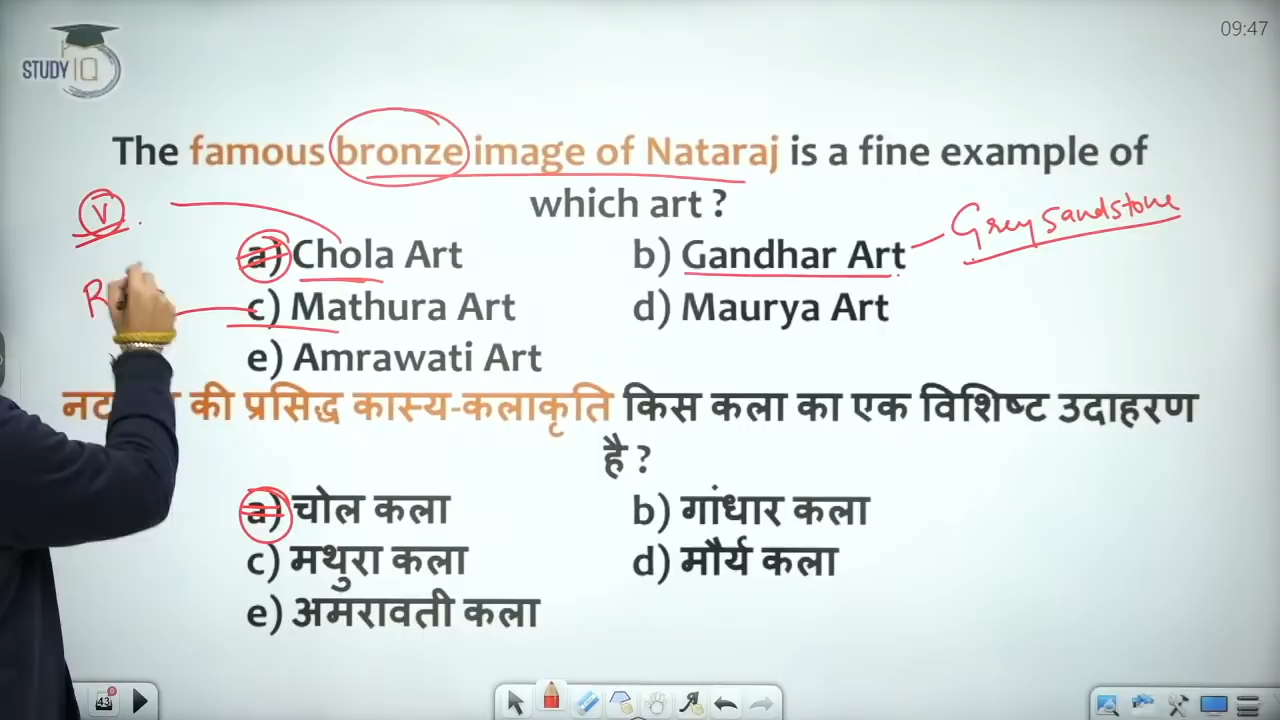 STUDY IQ
09:47
The famous bronze image of Nataraj is a fine example of
which art ?
V
Grey sandstone
a) Chola Art b) Gandhar Art
R
c) Mathura Art d) Maurya Art
e) Amrawati Art
की प्रसिद्ध कास्य-कलाकृति किस कला का एक विशिष्ट उदाहरण
है ?
a) चोल कला b) गांधार कला
c) मथुरा कला d) मौर्य कला
e) अमरावती कला
43